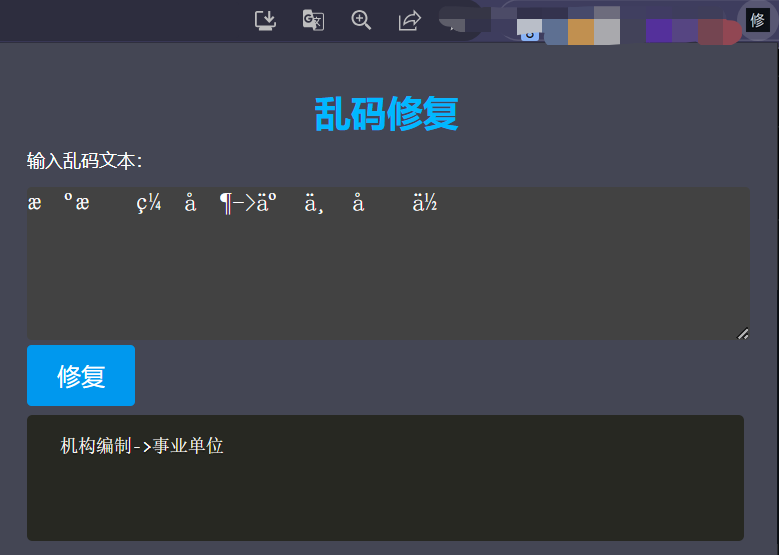 修
乱码修复
输入乱码文本：
æ º æ ç¼ å ¶->äº ä¸ å ä½
修复
机构编制->事业单位